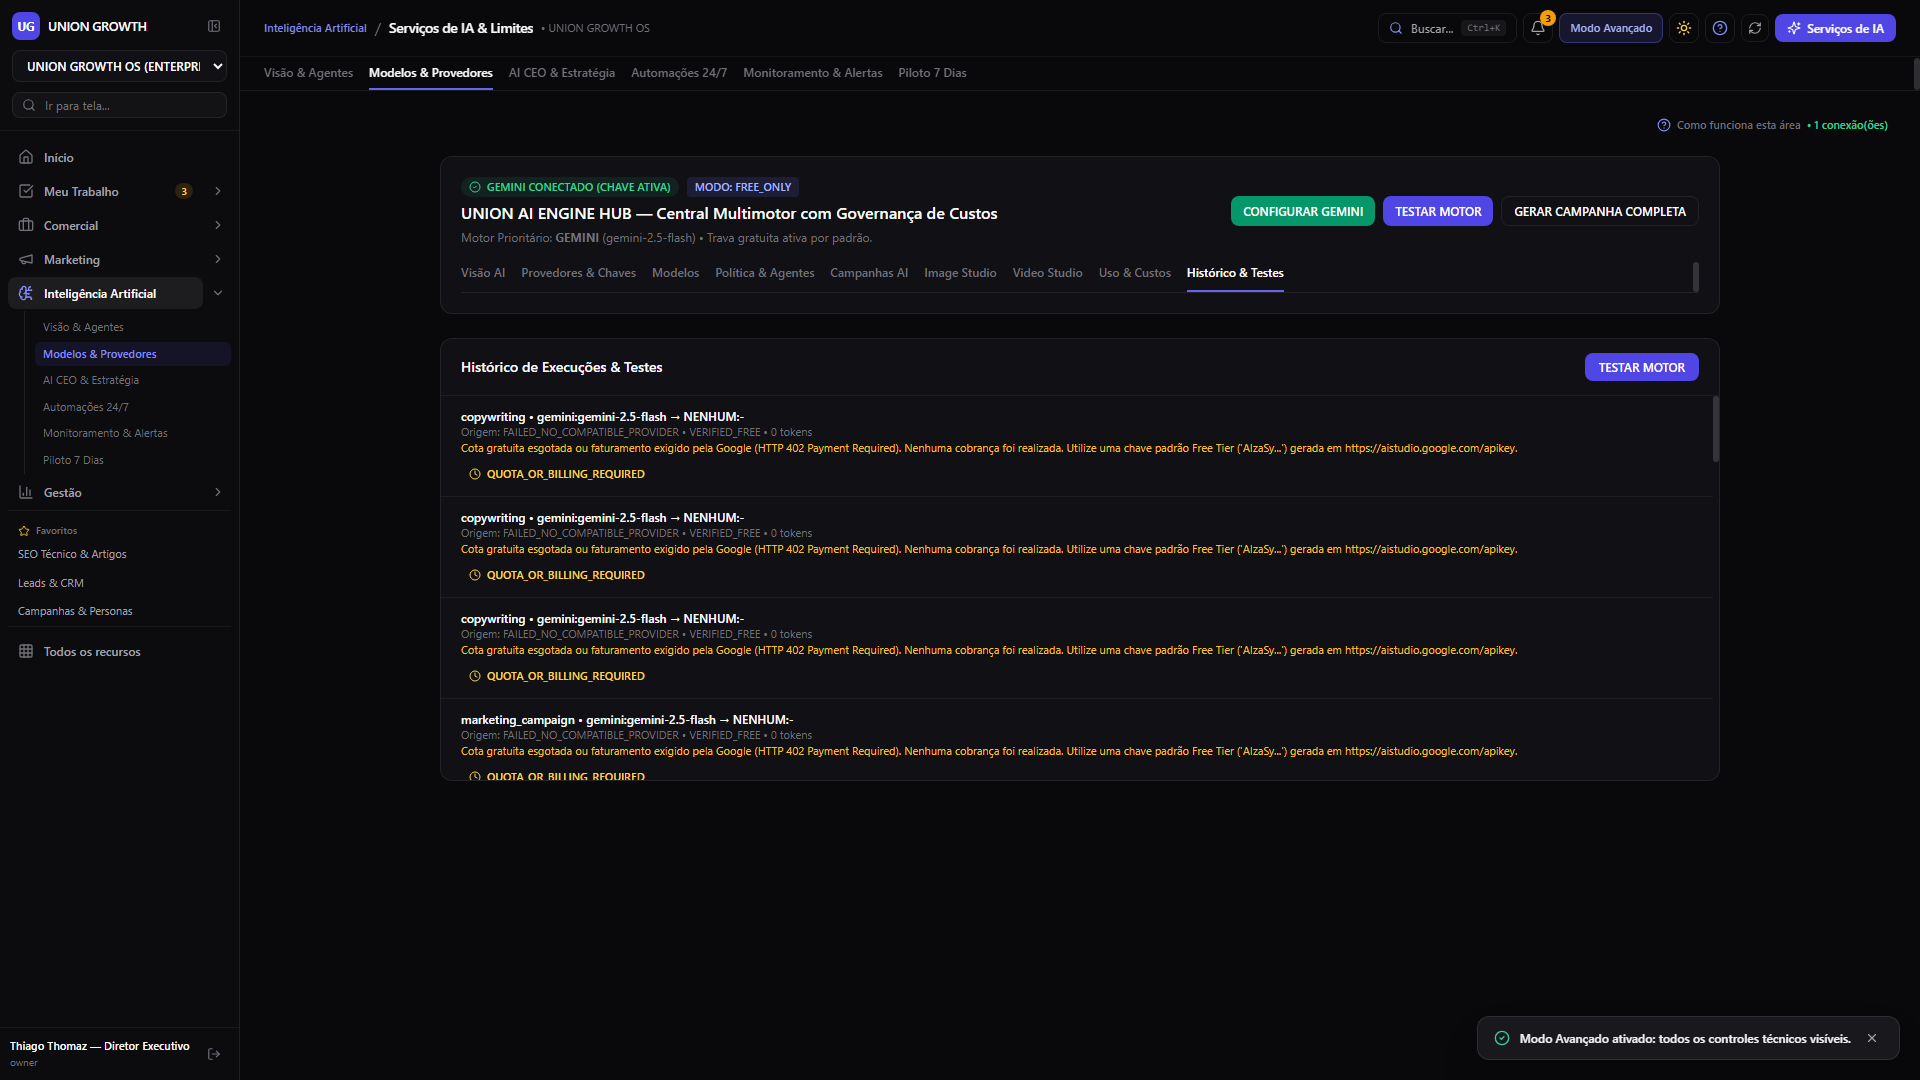 UG UNION GROWTH
UNION GROWTH OS (ENTERPRI
Ir para tela...
Início
Meu Trabalho 3
Comercial
Marketing
Inteligência Artificial
Visão & Agentes
Modelos & Provedores
AI CEO & Estratégia
Automações 24/7
Monitoramento & Alertas
Piloto 7 Dias
Gestão
Favoritos
SEO Técnico & Artigos
Leads & CRM
Campanhas & Personas
Todos os recursos
Thiago Thomaz — Diretor Executivo
owner
Inteligência Artificial / Serviços de IA & Limites • UNION GROWTH OS
Buscar... Ctrl+K
3
Modo Avançado
Serviços de IA
Visão & Agentes Modelos & Provedores AI CEO & Estratégia Automações 24/7 Monitoramento & Alertas Piloto 7 Dias
Como funciona esta área • 1 conexão(ões)
GEMINI CONECTADO (CHAVE ATIVA) MODO: FREE_ONLY
UNION AI ENGINE HUB — Central Multimotor com Governança de Custos
Motor Prioritário: GEMINI (gemini-2.5-flash) • Trava gratuita ativa por padrão.
CONFIGURAR GEMINI TESTAR MOTOR GERAR CAMPANHA COMPLETA
Visão AI Provedores & Chaves Modelos Política & Agentes Campanhas AI Image Studio Video Studio Uso & Custos Histórico & Testes
Histórico de Execuções & Testes
TESTAR MOTOR
copywriting • gemini:gemini-2.5-flash → NENHUM:-
Origem: FAILED_NO_COMPATIBLE_PROVIDER • VERIFIED_FREE • 0 tokens
Cota gratuita esgotada ou faturamento exigido pela Google (HTTP 402 Payment Required). Nenhuma cobrança foi realizada. Utilize uma chave padrão Free Tier ('AIzaSy...') gerada em https://aistudio.google.com/apikey.
QUOTA_OR_BILLING_REQUIRED
copywriting • gemini:gemini-2.5-flash → NENHUM:-
Origem: FAILED_NO_COMPATIBLE_PROVIDER • VERIFIED_FREE • 0 tokens
Cota gratuita esgotada ou faturamento exigido pela Google (HTTP 402 Payment Required). Nenhuma cobrança foi realizada. Utilize uma chave padrão Free Tier ('AIzaSy...') gerada em https://aistudio.google.com/apikey.
QUOTA_OR_BILLING_REQUIRED
copywriting • gemini:gemini-2.5-flash → NENHUM:-
Origem: FAILED_NO_COMPATIBLE_PROVIDER • VERIFIED_FREE • 0 tokens
Cota gratuita esgotada ou faturamento exigido pela Google (HTTP 402 Payment Required). Nenhuma cobrança foi realizada. Utilize uma chave padrão Free Tier ('AIzaSy...') gerada em https://aistudio.google.com/apikey.
QUOTA_OR_BILLING_REQUIRED
marketing_campaign • gemini:gemini-2.5-flash → NENHUM:-
Origem: FAILED_NO_COMPATIBLE_PROVIDER • VERIFIED_FREE • 0 tokens
Cota gratuita esgotada ou faturamento exigido pela Google (HTTP 402 Payment Required). Nenhuma cobrança foi realizada. Utilize uma chave padrão Free Tier ('AIzaSy...') gerada em https://aistudio.google.com/apikey.
QUOTA_OR_BILLING_REQUIRED
Modo Avançado ativado: todos os controles técnicos visíveis.